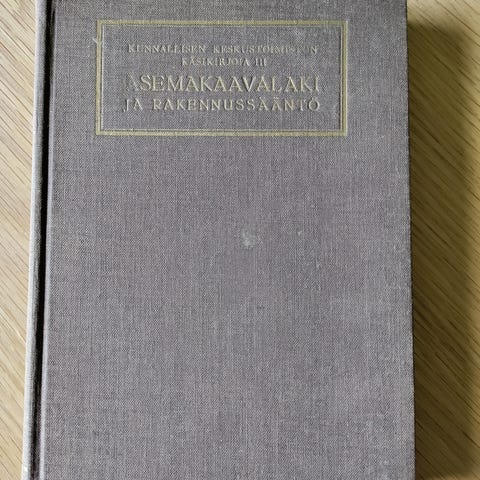 KUNNALLISEN KESKUSTOIMISTON
KÄSIKIRJOJA III
ASEMAKAAVALAKI
JA RAKENNUSSÄÄNTÖ